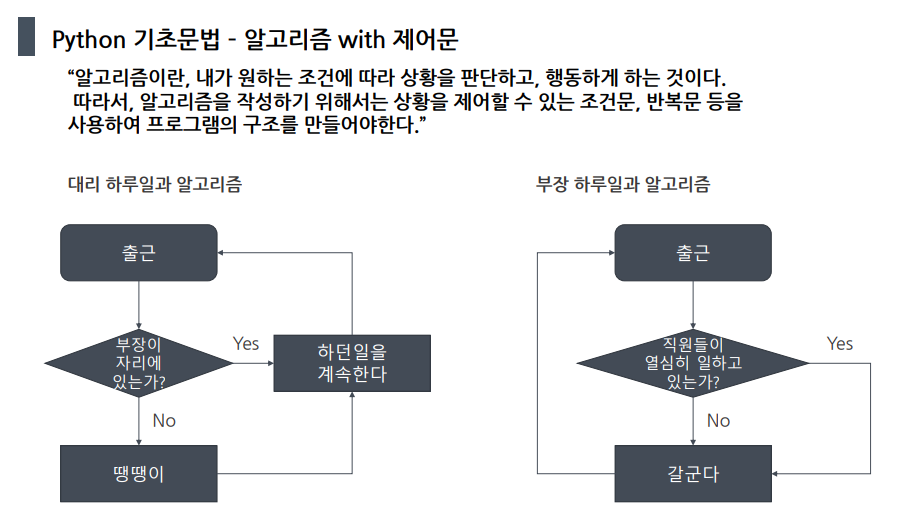 Python 기초문법 - 알고리즘 with 제어문
“알고리즘이란, 내가 원하는 조건에 따라 상황을 판단하고, 행동하게 하는 것이다.
따라서, 알고리즘을 작성하기 위해서는 상황을 제어할 수 있는 조건문, 반복문 등을
사용하여 프로그램의 구조를 만들어야한다.”
대리 하루일과 알고리즘
출근
부장이
자리에
있는가?
Yes
하던일을
계속한다
No
땡땡이
부장 하루일과 알고리즘
출근
직원들이
열심히 일하고
있는가?
Yes
No
갈군다